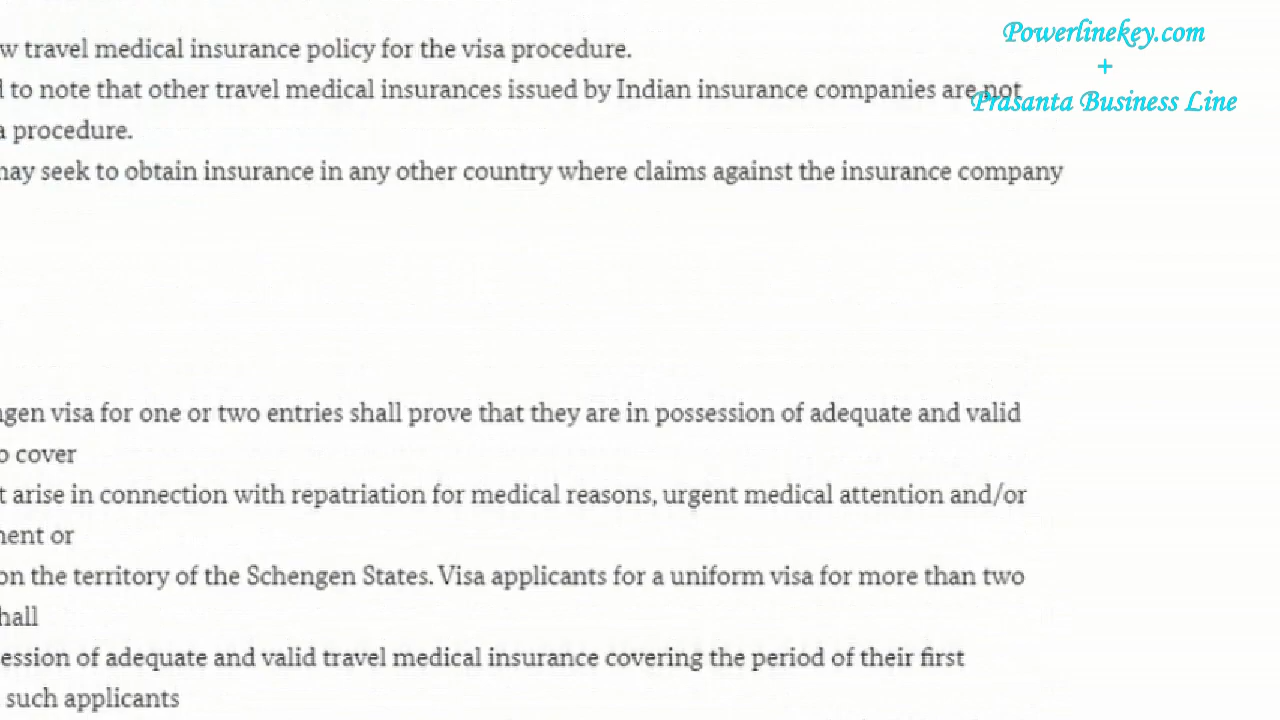 Powerlinekey.com
+
Prasanta Business Line
travel medical insurance policy for the visa procedure.
to note that other travel medical insurances issued by Indian insurance companies are not
procedure.
seek to obtain insurance in any other country where claims against the insurance company
visa for one or two entries shall prove that they are in possession of adequate and valid
cover
arise in connection with repatriation for medical reasons, urgent medical attention and/or
or
on the territory of the Schengen States. Visa applicants for a uniform visa for more than two
of adequate and valid travel medical insurance covering the period of their first
such applicants